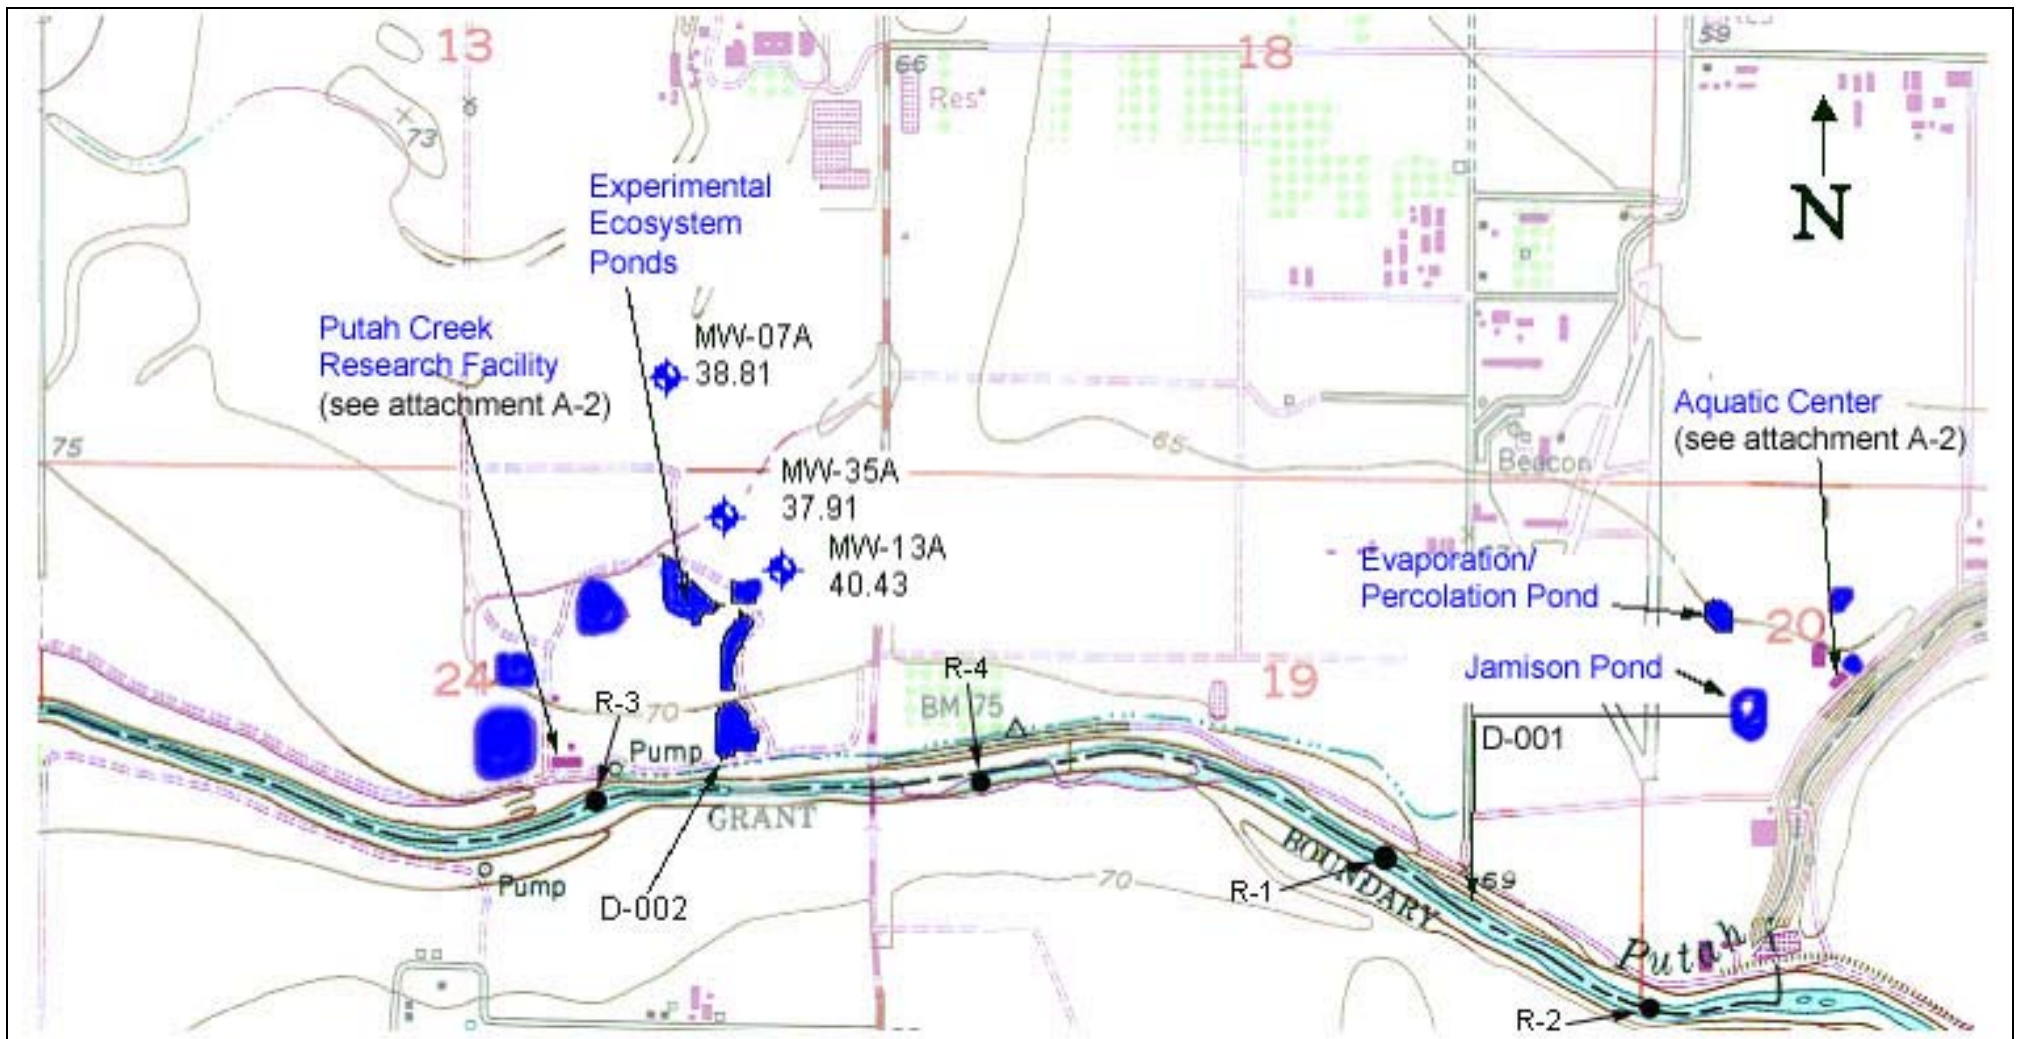 13
18
59
66
Res
73
N
Experimental
Ecosystem
Ponds
Putah Creek
Research Facility
(see attachment A-2)
MW-07A
38.81
Aquatic Center
(see attachment A-2)
75
65
Beacon
MW-35A
37.91
MW-13A
40.43
Evaporation/
Percolation Pond
20
24
R-3
70
R-4
BM 75
19
Jamison Pond
D-001
Pump
GRANT
D-002
Pump
70
BOUNDARY
R-1
69
Putah
R-2